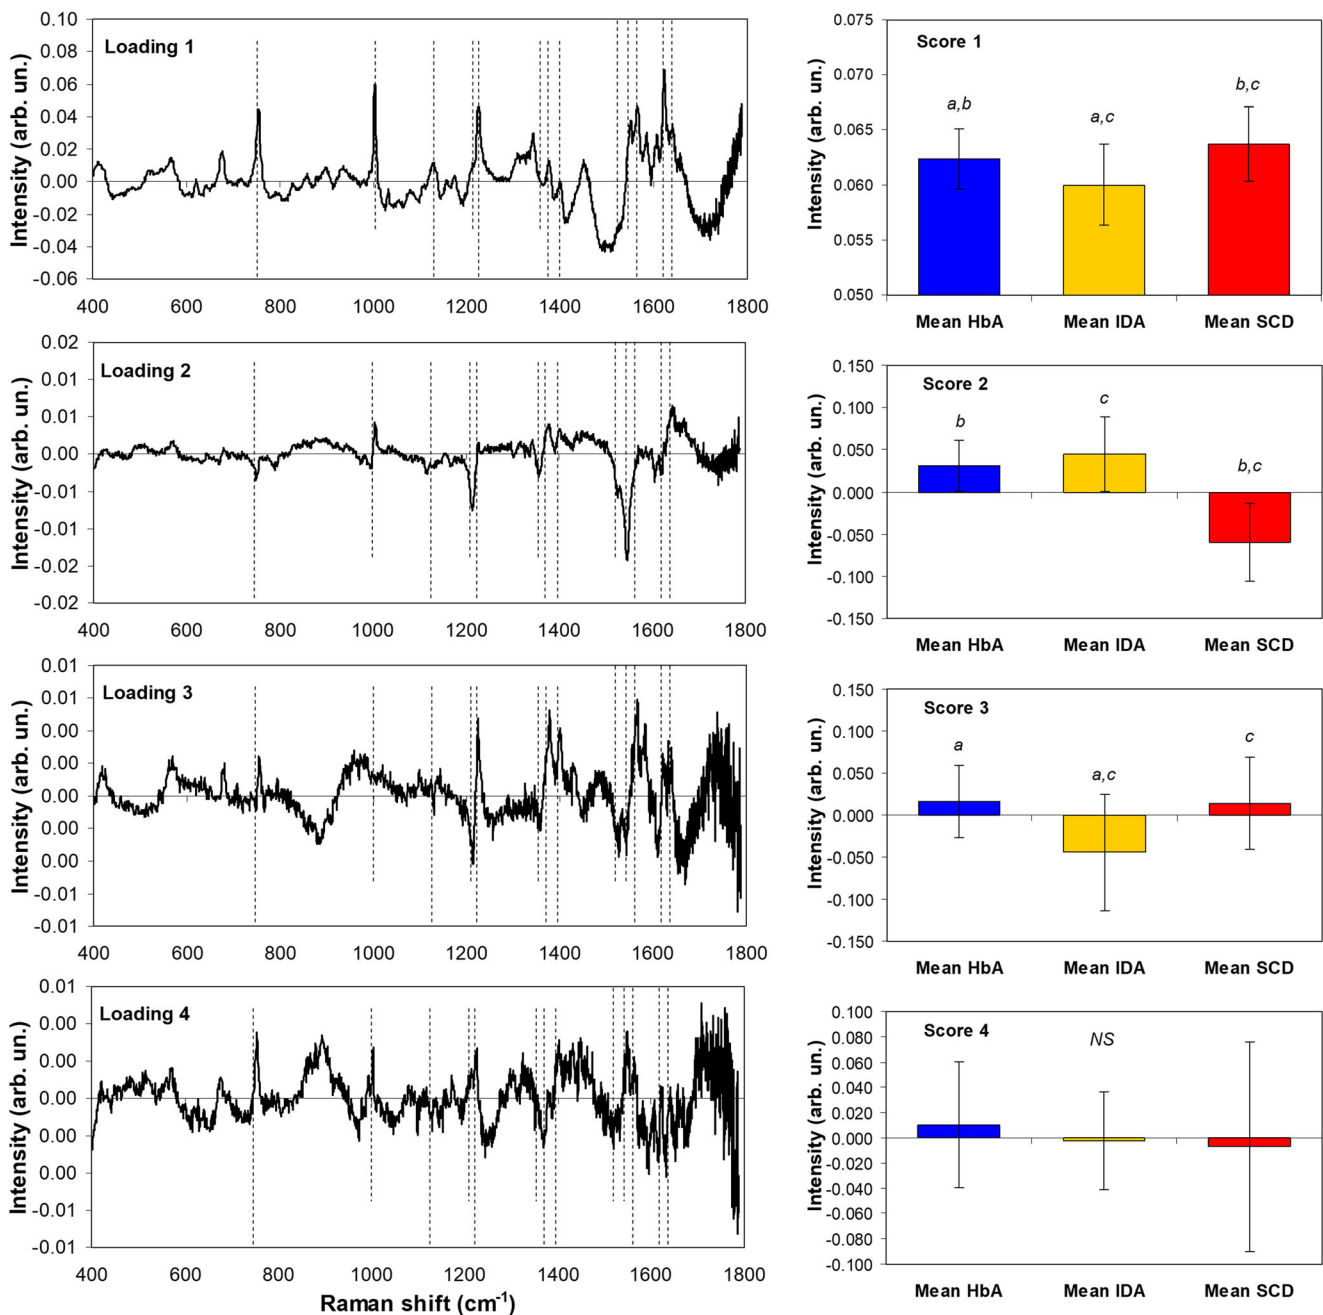 Loading 1
Intensity (arb. un.)
0.10
0.10
0.06
0.04
0.02
0.00
-0.02
-0.04
-0.06
400 600 800 1000 1200 1400 1600 1800
Score 1
Intensity (arb. un.)
0.075
0.070
0.065
0.060
0.055
0.050
a,b
a,c
b,c
Mean HbA Mean IDA Mean SCD
Loading 2
Intensity (arb. un.)
0.02
0.01
0.01
0.00
-0.01
-0.01
-0.02
-0.02
400 600 800 1000 1200 1400 1600 1800
Score 2
Intensity (arb. un.)
0.150
0.100
0.050
0.000
-0.050
-0.100
-0.150
b
c
b,c
Mean HbA Mean IDA Mean SCD
Loading 3
Intensity (arb. un.)
0.01
0.01
0.00
0.00
0.00
0.00
0.00
-0.01
-0.01
400 600 800 1000 1200 1400 1600 1800
Score 3
Intensity (arb. un.)
0.150
0.100
0.050
0.000
-0.050
-0.100
-0.150
a
a,c
c
Mean HbA Mean IDA Mean SCD
Loading 4
Intensity (arb. un.)
0.01
0.00
0.00
0.00
0.00
0.00
-0.01
-0.01
400 600 800 1000 1200 1400 1600 1800
Raman shift (cm-1)
Score 4
Intensity (arb. un.)
0.100
0.080
0.060
0.040
0.020
0.000
-0.020
-0.040
-0.060
-0.080
-0.100
NS
Mean HbA Mean IDA Mean SCD